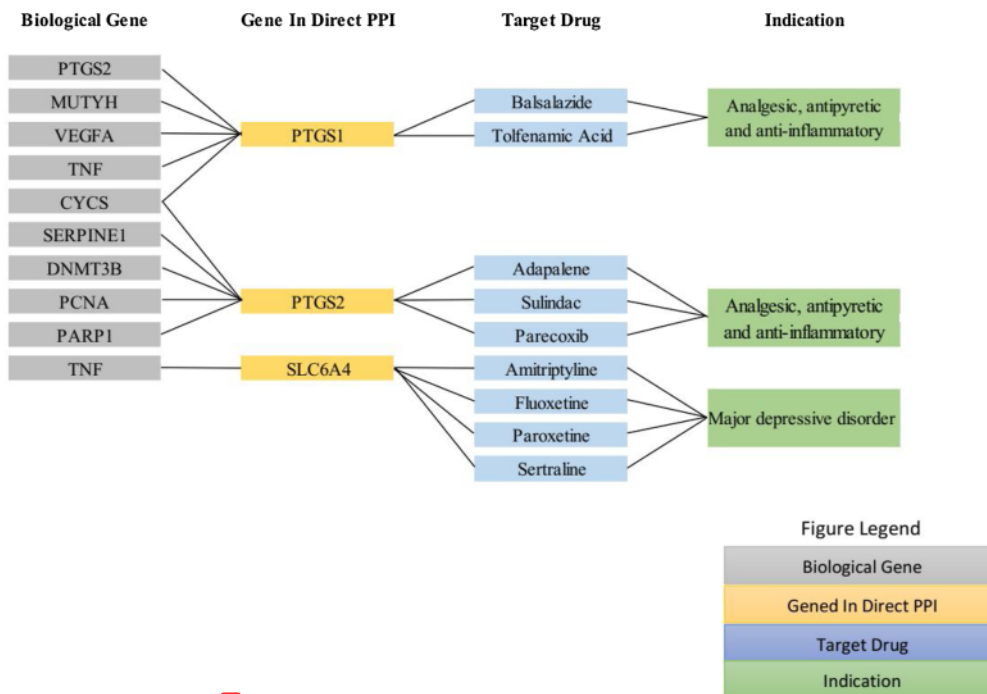 Biological Gene
Gene In Direct PPI
Target Drug
Indication
PTGS2
MUTYH
VEGFA
TNF
CYCS
SERPINE1
DNMT3B
PCNA
PARP1
TNF
PTGS1
PTGS2
SLC6A4
Balsalazide
Tolfenamic Acid
Adapalene
Sulindac
Parecoxib
Amitriptyline
Fluoxetine
Paroxetine
Sertraline
Analgesic, antipyretic
and anti-inflammatory
Analgesic, antipyretic
and anti-inflammatory
Major depressive disorder
Figure Legend
Biological Gene
Gened In Direct PPI
Target Drug
Indication